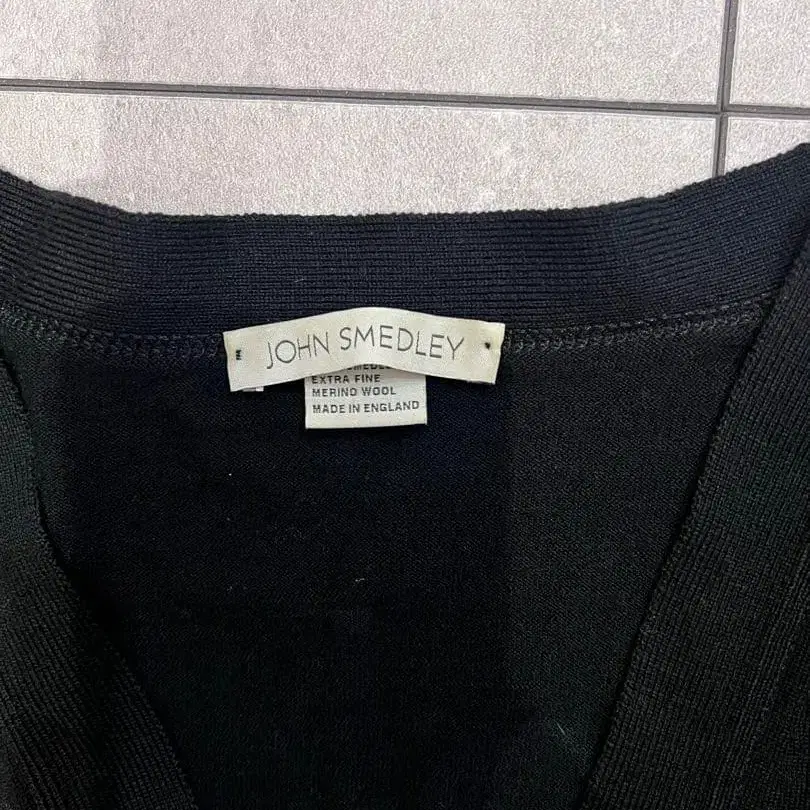 JOHN SMEDLEY
EXTRA FINE
MERINO WOOL
MADE IN ENGLAND